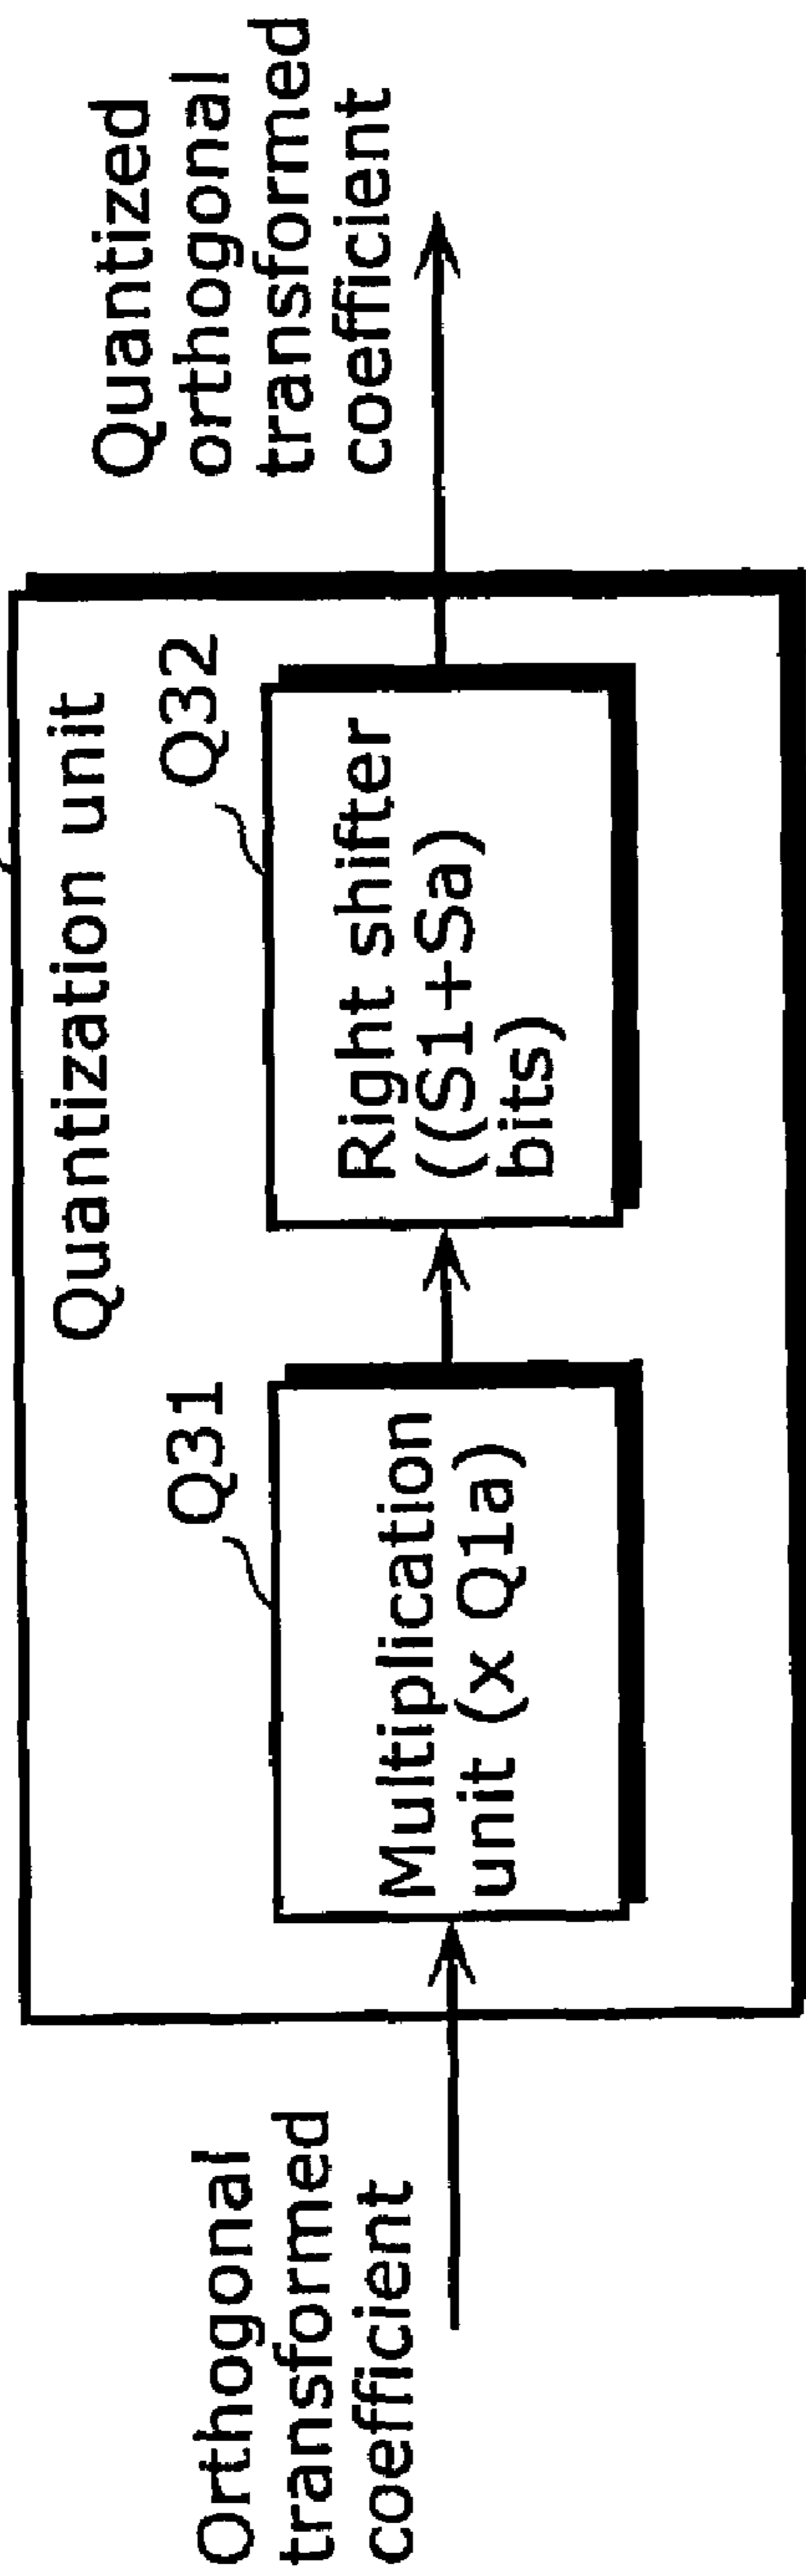 Orthogonal
transformed
coefficient
Quantization unit
Q31
Multiplication
unit (x Q1a)
Q32
Right shifter
((S1+Sa)
bits)
Quantized
orthogonal
transformed
coefficient